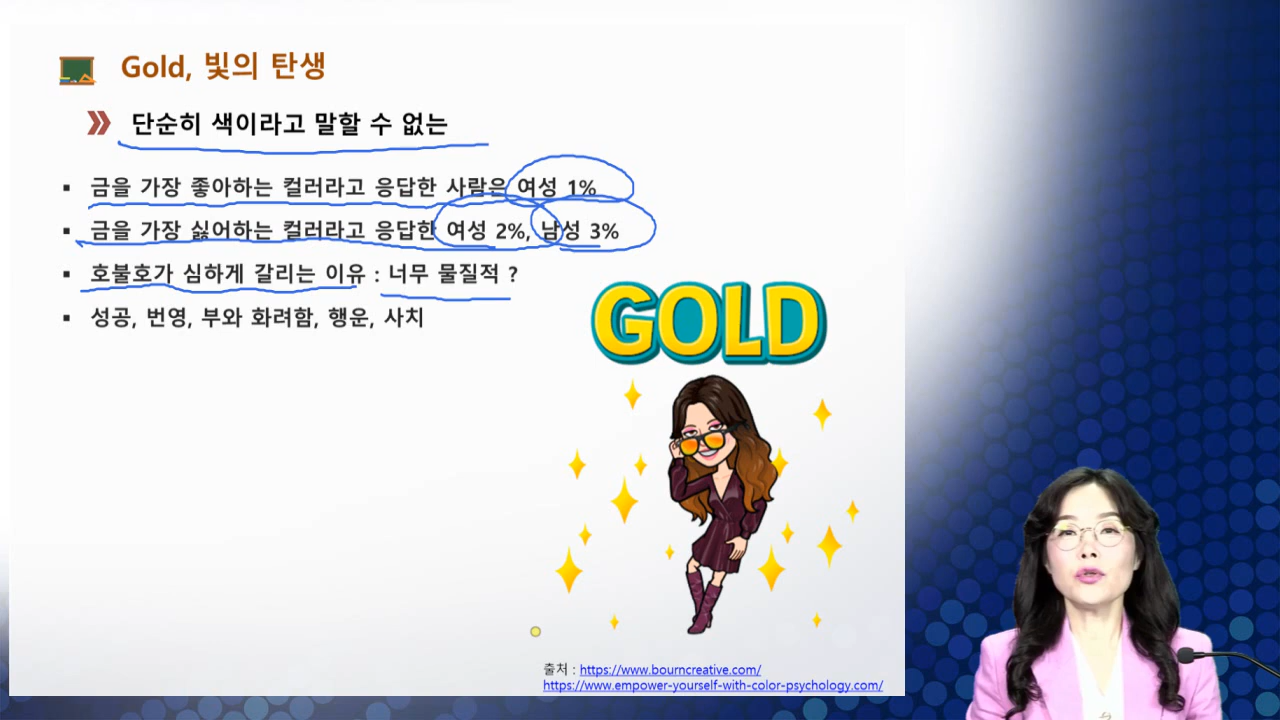 Gold, 빛의 탄생
단순히 색이라고 말할 수 없는
금을 가장 좋아하는 컬러라고 응답한 사람은 여성 1%
금을 가장 싫어하는 컬러라고 응답한 여성 2%, 남성 3%
호불호가 심하게 갈리는 이유 : 너무 물질적 ?
성공, 번영, 부와 화려함, 행운, 사치
GOLD
출처 : https://www.bourncreative.com/
https://www.empower-yourself-with-color-psychology.com/